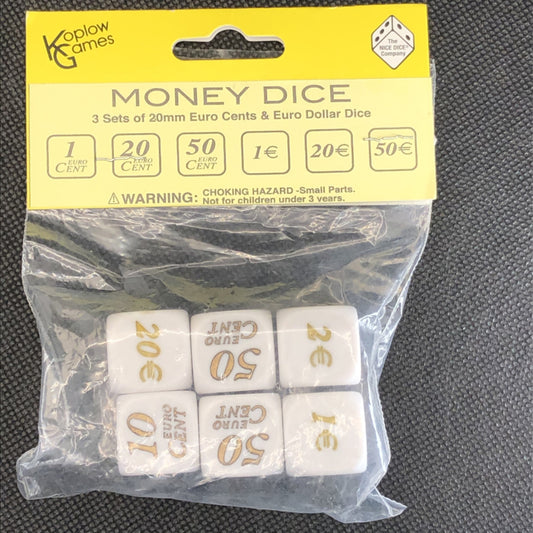 Koplow
Games
The
NICE DICE
Company
MONEY DICE
3 Sets of 20mm Euro Cents & Euro Dollar Dice
1 EURO CENT
20 EURO CENT
50 EURO CENT
1€
20€
50€
⚠WARNING: CHOKING HAZARD -Small Parts.
Not for children under 3 years.
20€
50 EURO CENT
2€
10 EURO CENT
50 EURO CENT
1€